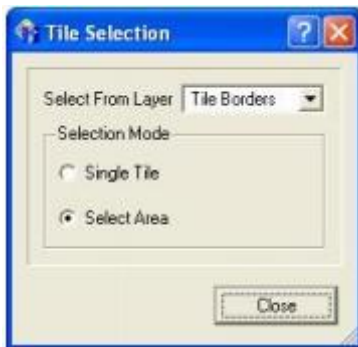 Tile Selection
Select From Layer Tile Borders
Selection Mode
Single Tile
Select Area
Close